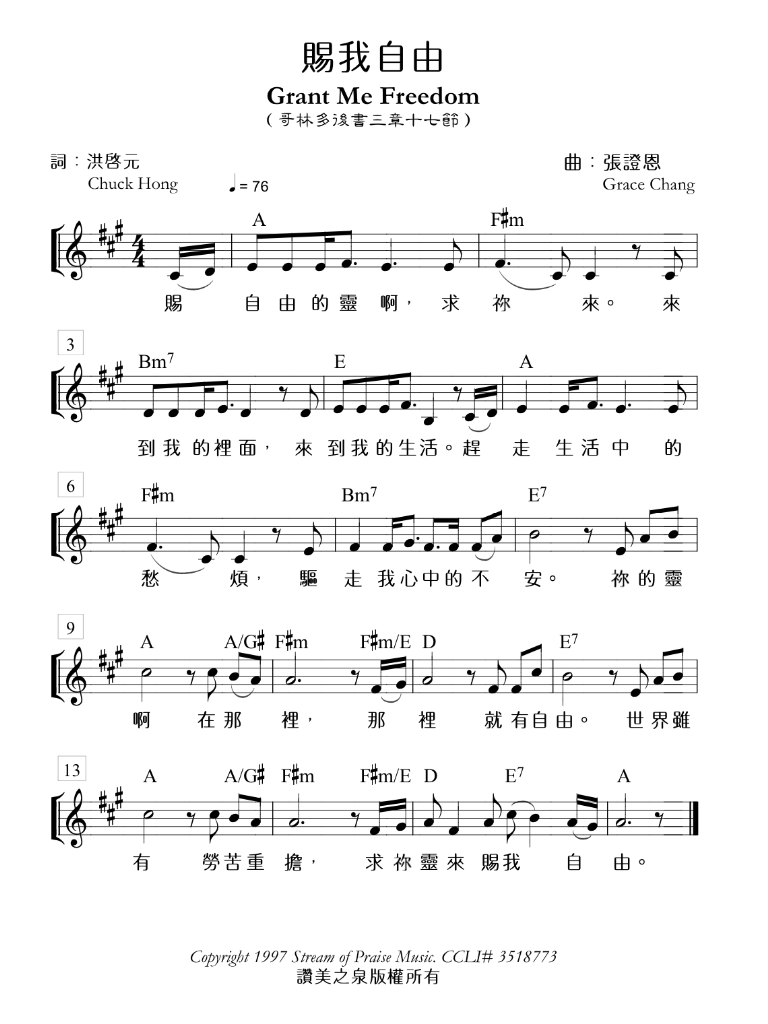 賜我自由
Grant Me Freedom
(哥林多後書三章十七節)
詞：洪啓元
曲：張證恩
Chuck Hong
♩= 76
Grace Chang
A F#m
4/4
賜 自由的靈啊，求 祢 來。來
3
Bm7 E A
到我的裡面，來到我的生活。趕 走 生活中的
6
F#m Bm7 E7
愁 煩，驅 走我心中的不 安。 祢的靈
9
A A/G# F#m F#m/E D E7
啊 在那 裡， 那 裡 就有自由。 世界雖
13
A A/G# F#m F#m/E D E7 A
有 勞苦重 擔， 求祢靈來賜我 自 由。
Copyright 1997 Stream of Praise Music. CCLI# 3518773
讚美之泉版權所有